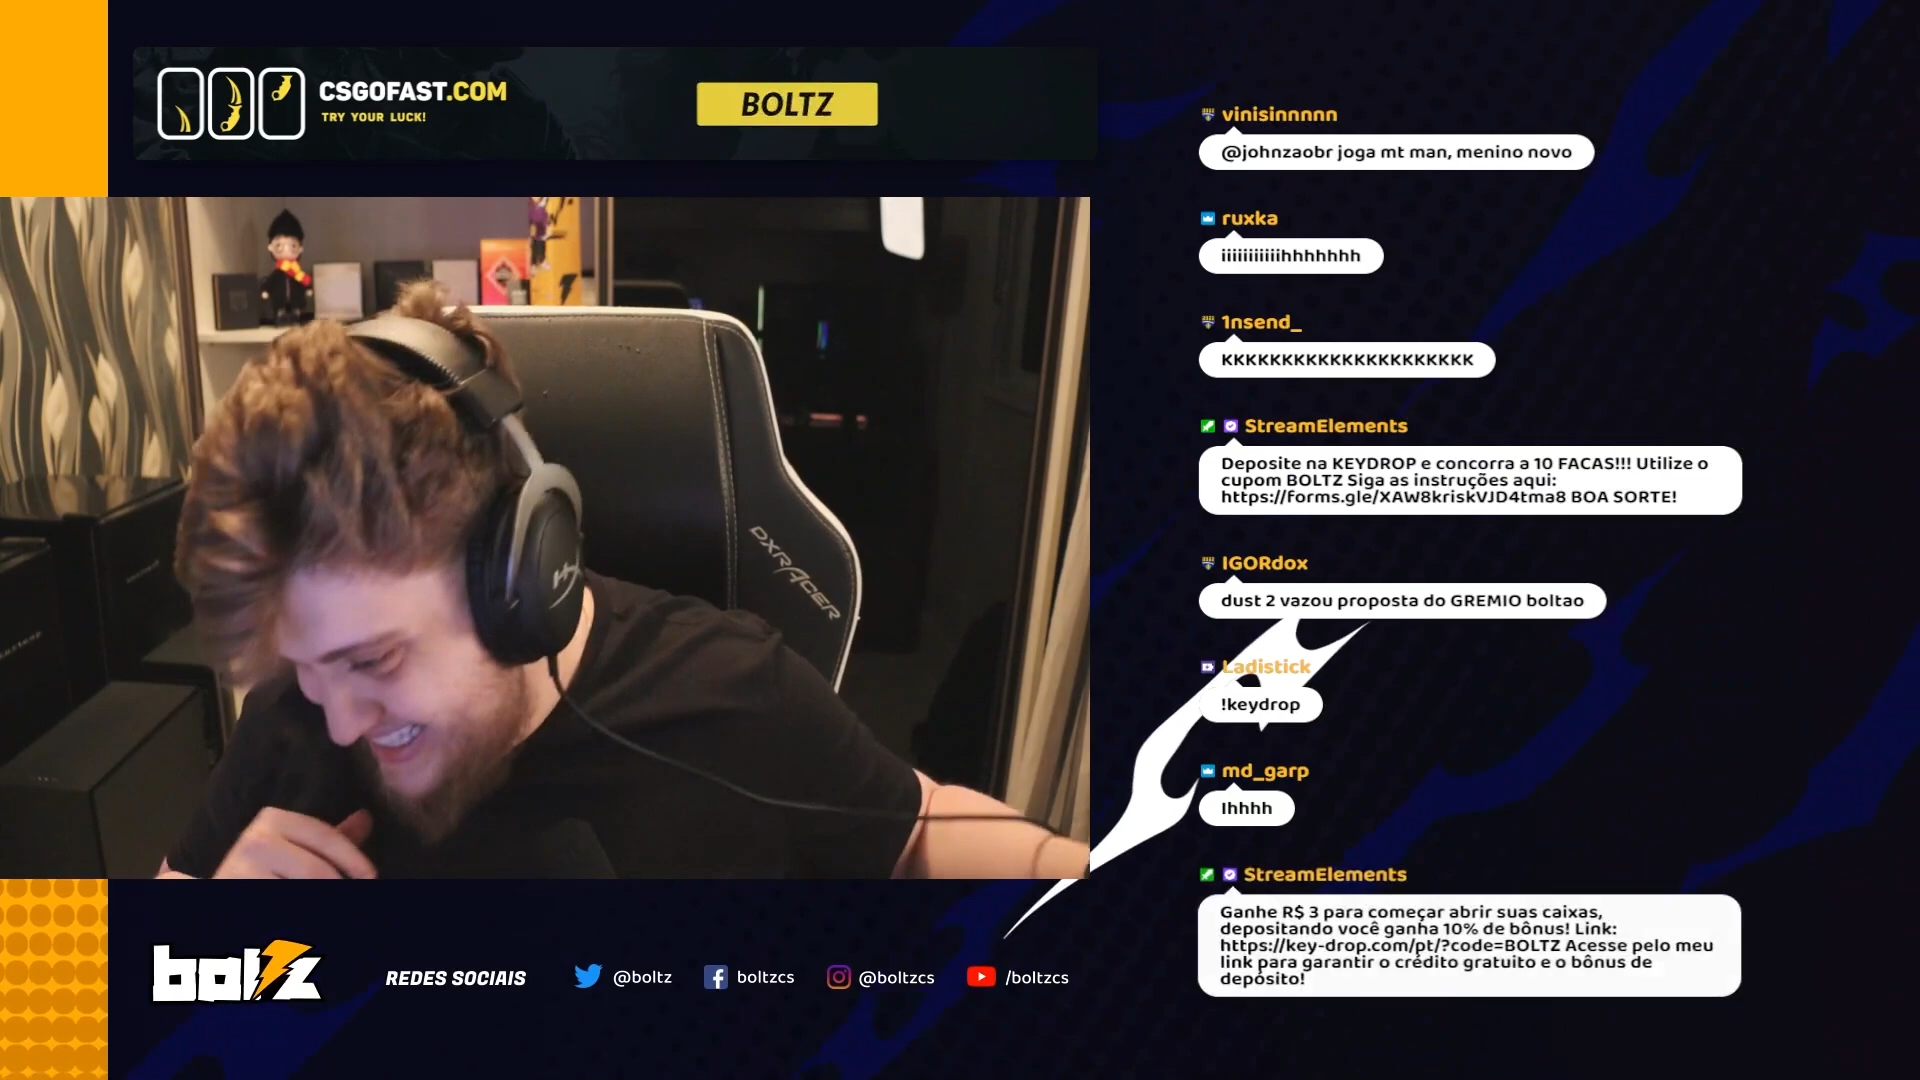 CSGOFAST.COM
TRY YOUR LUCK!
BOLTZ
DXRACER
vinisinnnnn
@johnzaobr joga mt man, menino novo
ruxka
iiiiiiiiiiihhhhhhh
1nsend_
KKKKKKKKKKKKKKKKKKKKK
StreamElements
Deposite na KEYDROP e concorra a 10 FACAS!!! Utilize o
cupom BOLTZ Siga as instruções aqui:
https://forms.gle/XAW8kriskVJD4tma8 BOA SORTE!
IGORdox
dust 2 vazou proposta do GREMIO boltao
Ladistick
!keydrop
md_garp
Ihhhh
StreamElements
Ganhe R$ 3 para começar abrir suas caixas,
depositando você ganha 10% de bônus! Link:
https://key-drop.com/pt/?code=BOLTZ Acesse pelo meu
link para garantir o crédito gratuito e o bônus de
depósito!
boltz
REDES SOCIAIS
@boltz
boltzcs
@boltzcs
/boltzcs